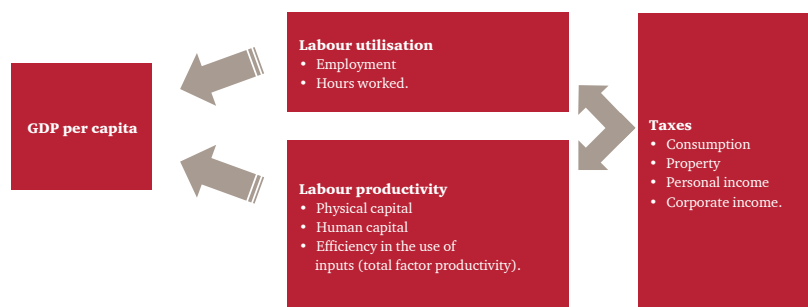 GDP per capita
Labour utilisation
• Employment
• Hours worked.
Labour productivity
• Physical capital
• Human capital
• Efficiency in the use of
inputs (total factor productivity).
Taxes
• Consumption
• Property
• Personal income
• Corporate income.